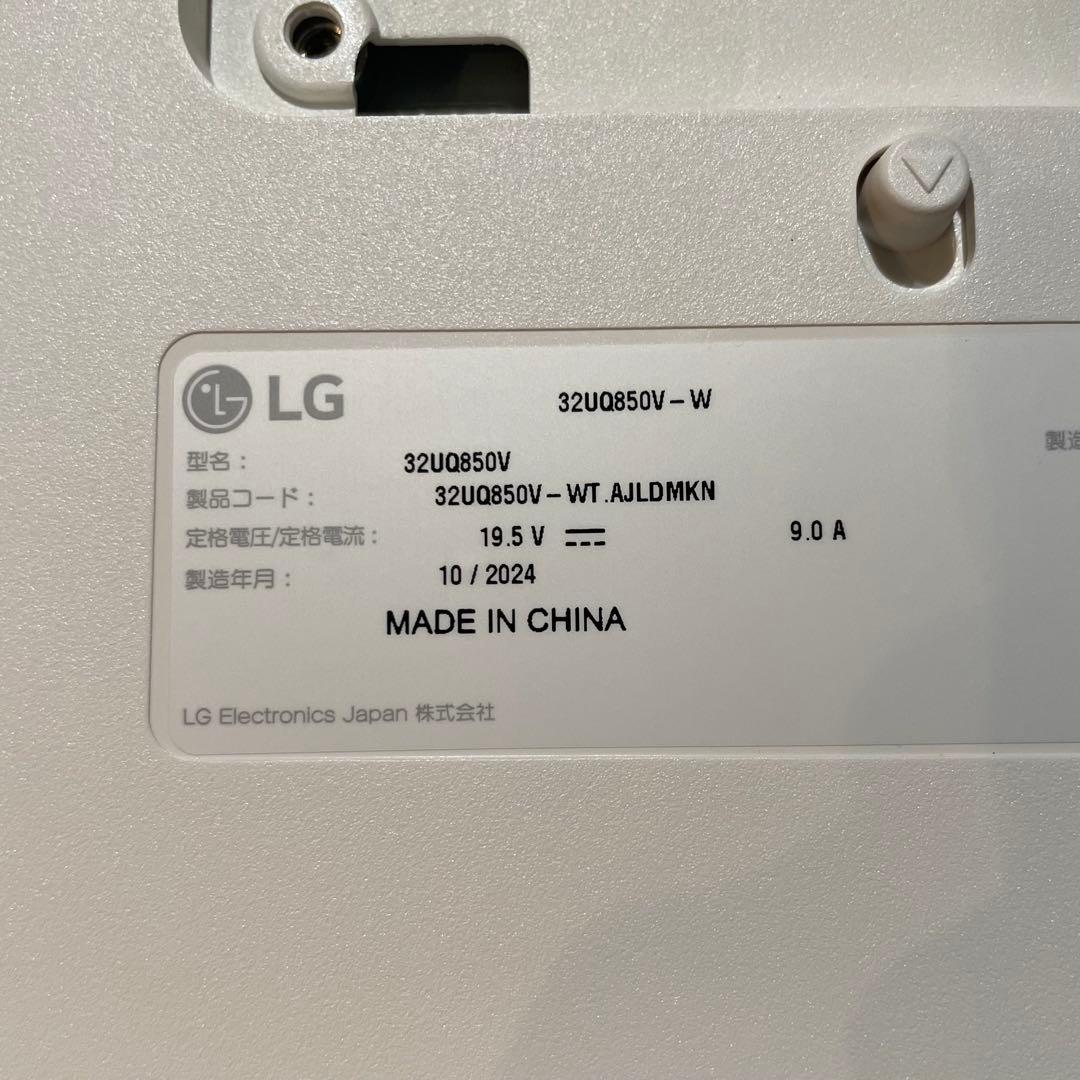 LG
32UQ850V-W
型名: 32UQ850V
製品コード: 32UQ850V-WT.AJLDMKN
定格電圧/定格電流: 19.5 V 9.0 A
製造年月: 10 / 2024
MADE IN CHINA
LG Electronics Japan 株式会社
製造